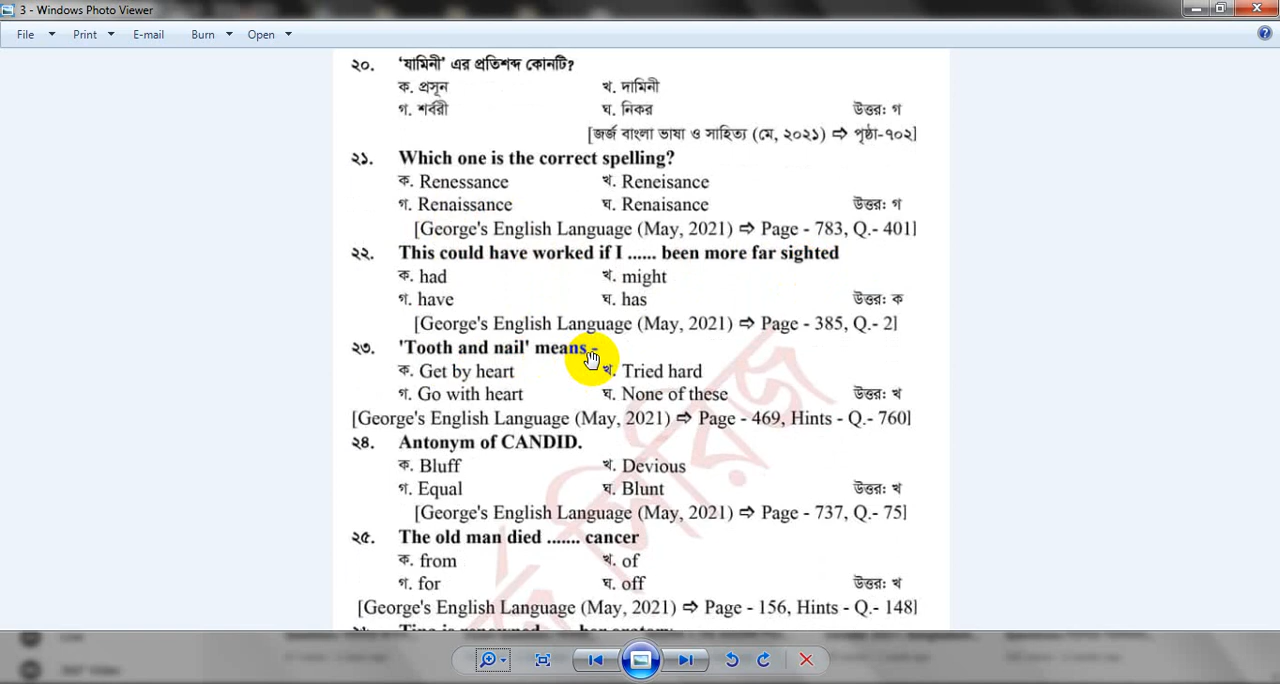 3 - Windows Photo Viewer
File Print E-mail Burn Open
২০. 'যামিনী' এর প্রতিশব্দ কোনটি?
ক. প্রসূন খ. দামিনী
গ. শর্বরী ঘ. নিকর উত্তর: গ
[জর্জ বাংলা ভাষা ও সাহিত্য (মে, ২০২১) ⇨ পৃষ্ঠা-৭০২]
২১. Which one is the correct spelling?
ক. Renessance খ. Reneisance
গ. Renaissance ঘ. Renaisance উত্তর: গ
[George's English Language (May, 2021) ⇨ Page - 783, Q.- 401]
২২. This could have worked if I ...... been more far sighted
ক. had খ. might
গ. have ঘ. has উত্তর: ক
[George's English Language (May, 2021) ⇨ Page - 385, Q.- 2]
২৩. 'Tooth and nail' means -
ক. Get by heart খ. Tried hard
গ. Go with heart ঘ. None of these উত্তর: খ
[George's English Language (May, 2021) ⇨ Page - 469, Hints - Q.- 760]
২৪. Antonym of CANDID.
ক. Bluff খ. Devious
গ. Equal ঘ. Blunt উত্তর: খ
[George's English Language (May, 2021) ⇨ Page - 737, Q.- 75]
২৫. The old man died ....... cancer
ক. from খ. of
গ. for ঘ. off উত্তর: খ
[George's English Language (May, 2021) ⇨ Page - 156, Hints - Q.- 148]
সিরিজ